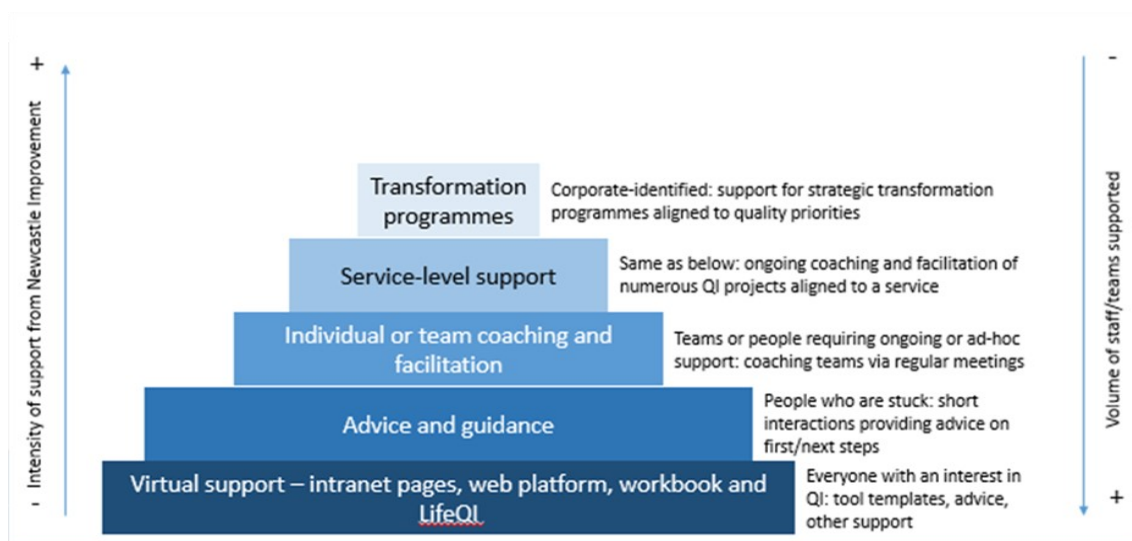 +
-
Transformation
programmes
Corporate-identified: support for strategic transformation
programmes aligned to quality priorities
Service-level support
Same as below: ongoing coaching and facilitation of
numerous QI projects aligned to a service
Individual or team coaching and
facilitation
Teams or people requiring ongoing or ad-hoc
support: coaching teams via regular meetings
Advice and guidance
People who are stuck: short
interactions providing advice on
first/next steps
Virtual support – intranet pages, web platform, workbook and
LifeQI
Everyone with an interest in
QI: tool templates, advice,
other support
Intensity of support from Newcastle Improvement
-
Volume of staff/teams supported
+